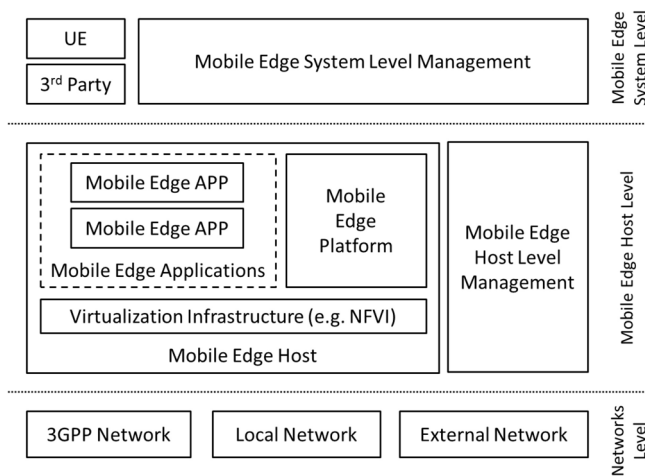 UE
3rd Party
Mobile Edge System Level Management
Mobile Edge
System Level
Mobile Edge APP
Mobile Edge APP
Mobile Edge Applications
Mobile
Edge
Platform
Virtualization Infrastructure (e.g. NFVI)
Mobile Edge Host
Mobile Edge
Host Level
Management
Mobile Edge Host Level
3GPP Network
Local Network
External Network
Networks
Level